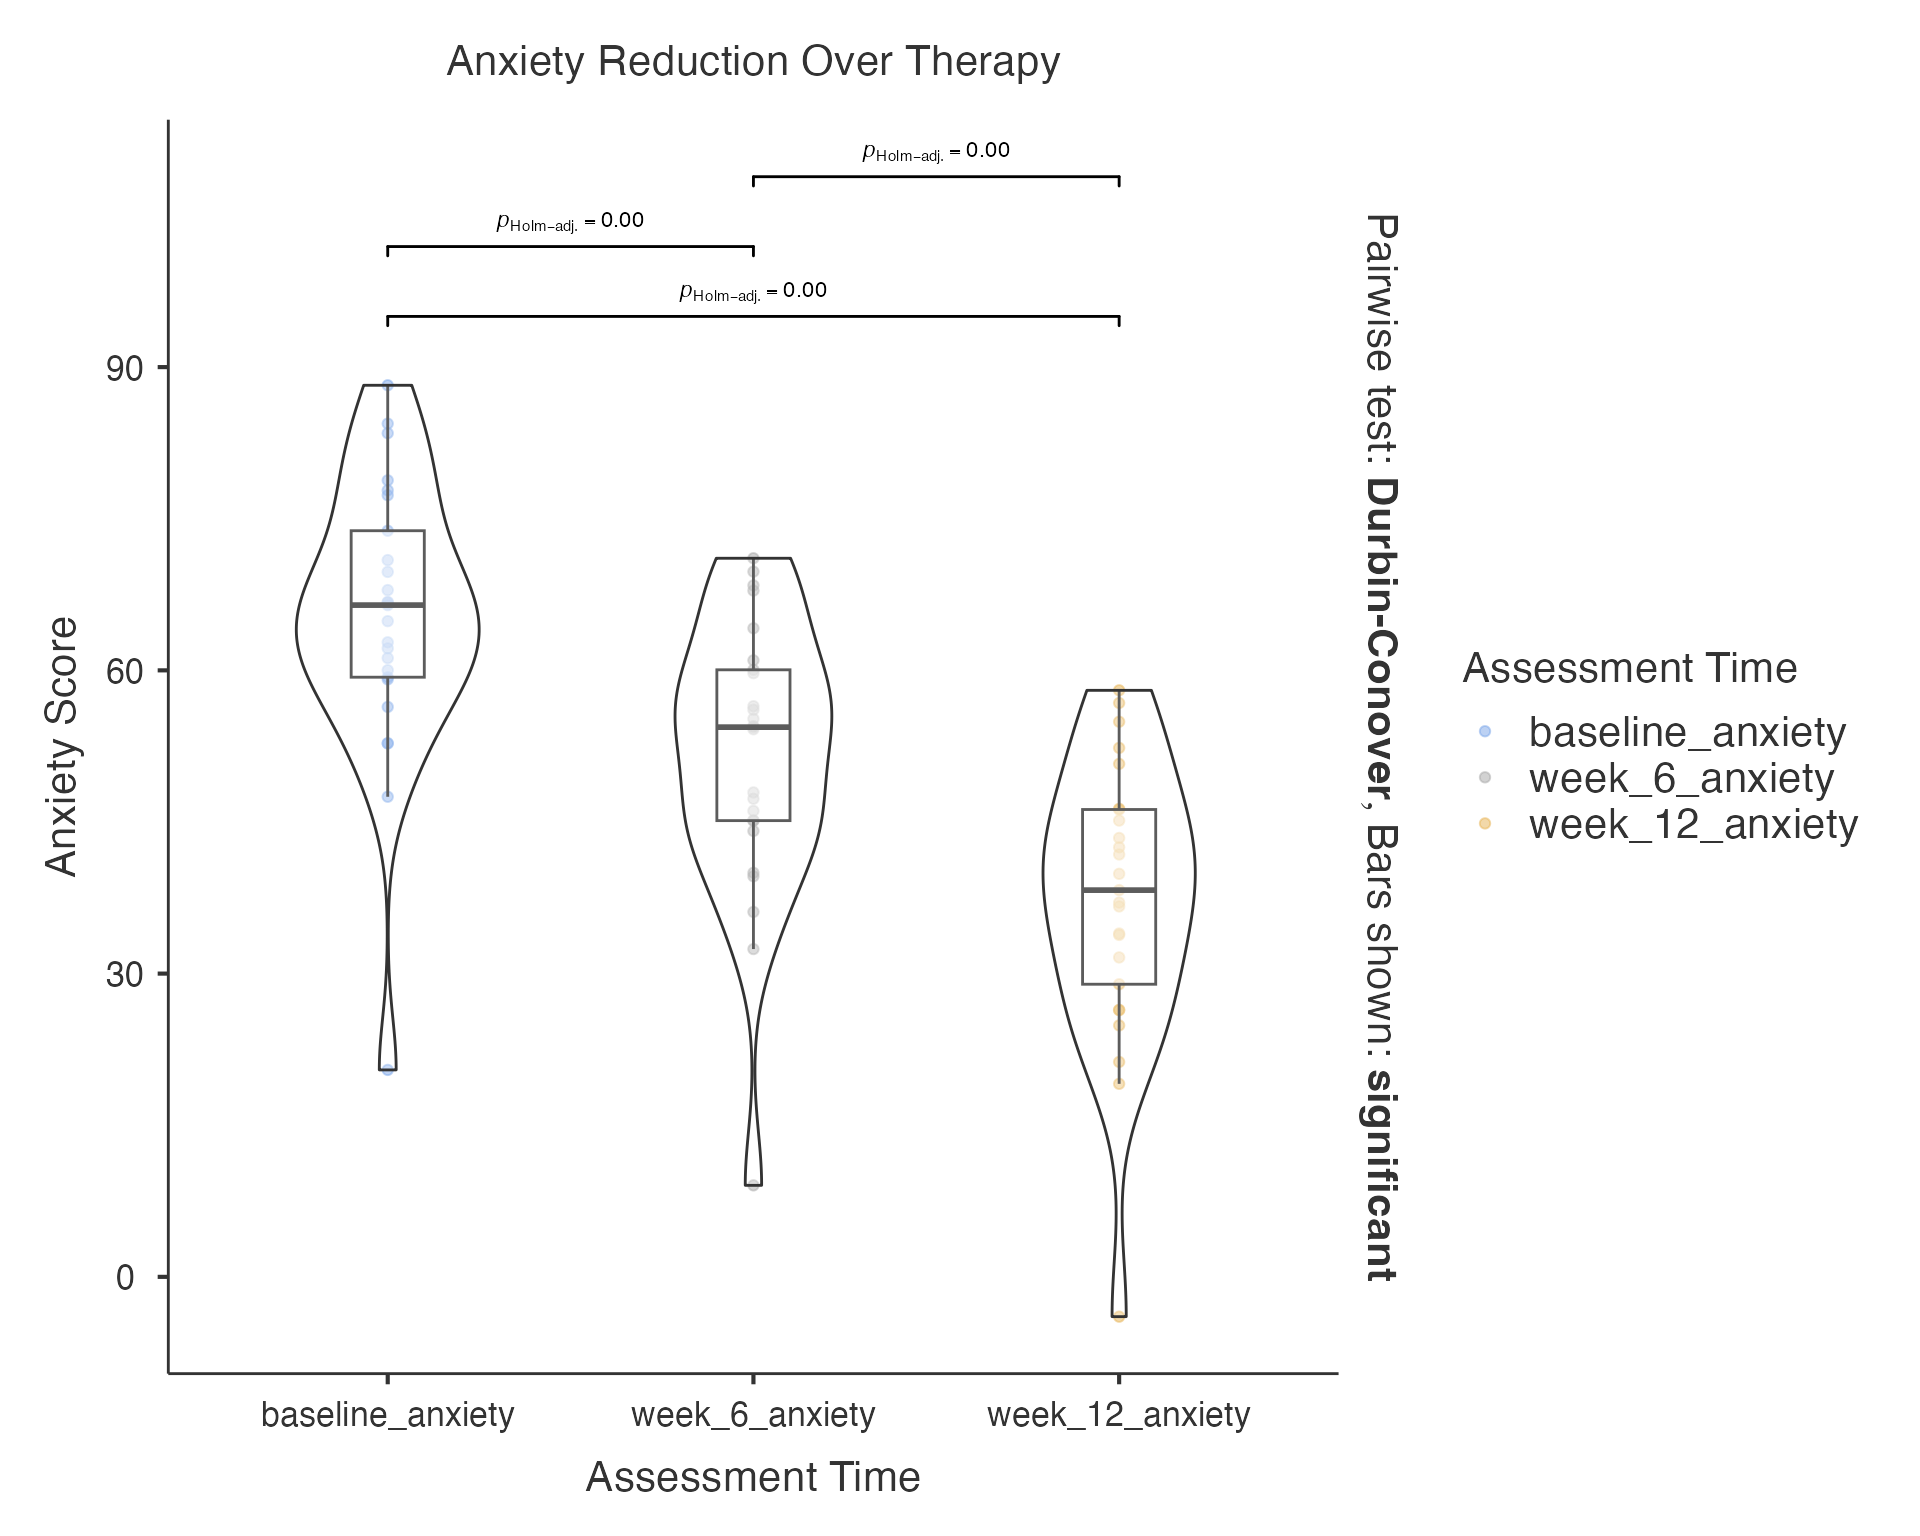 Anxiety Reduction Over Therapy
pHolm−adj. = 0.00
pHolm−adj. = 0.00
pHolm−adj. = 0.00
90
60
30
0
Anxiety Score
baseline_anxiety
week_6_anxiety
week_12_anxiety
Assessment Time
Pairwise test: Durbin-Conover, Bars shown: significant
Assessment Time
baseline_anxiety
week_6_anxiety
week_12_anxiety